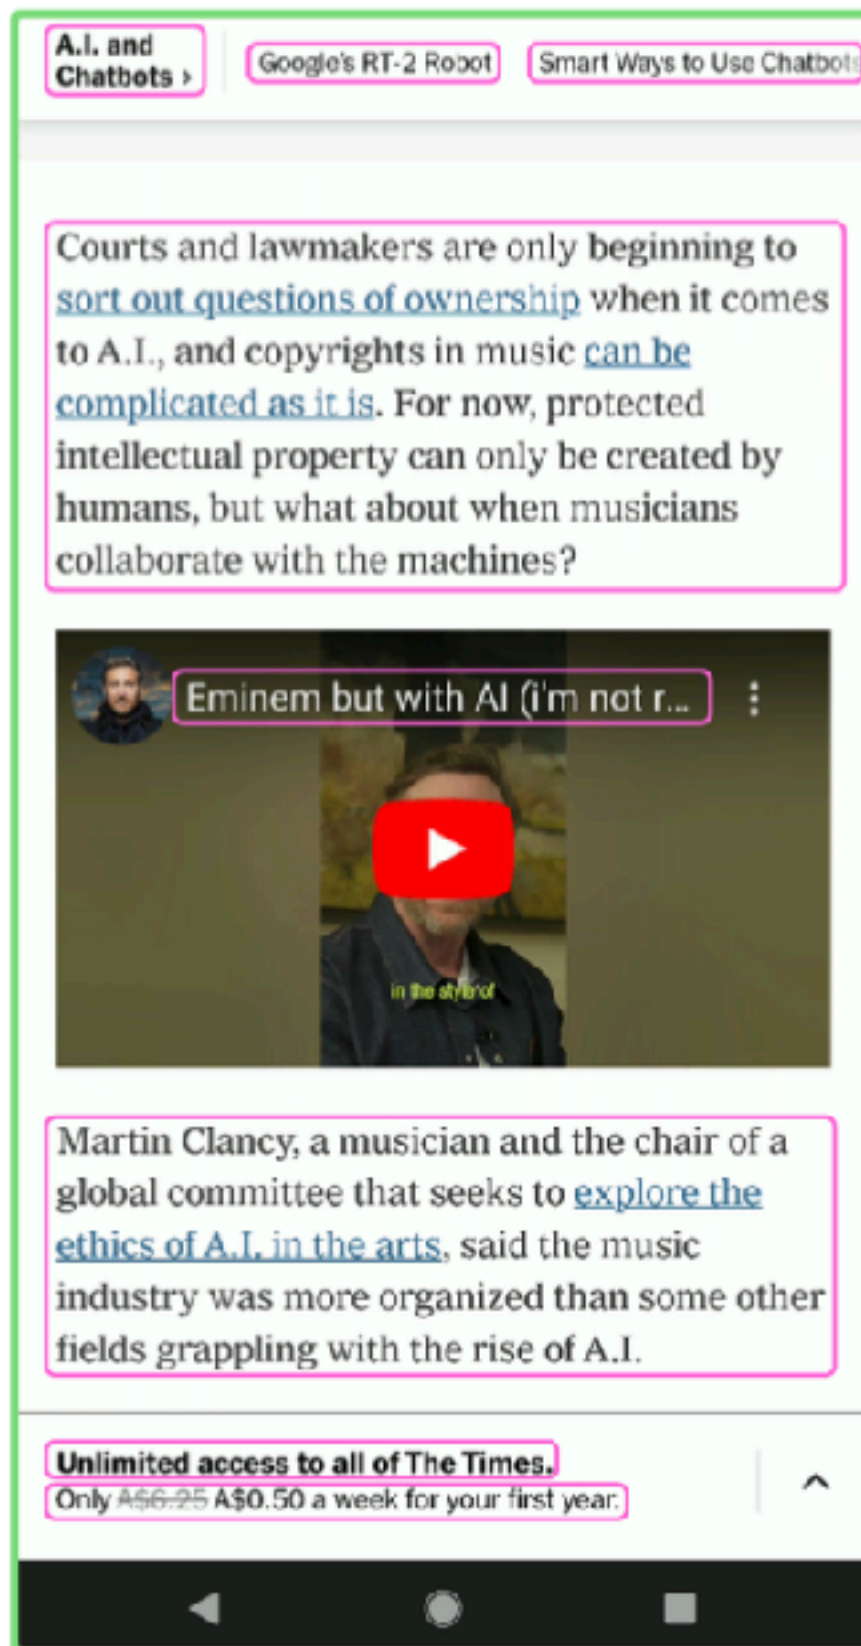 A.I. and
Chatbots ›
Google's RT-2 Robot
Smart Ways to Use Chatbots
Courts and lawmakers are only beginning to
sort out questions of ownership when it comes
to A.I., and copyrights in music can be
complicated as it is. For now, protected
intellectual property can only be created by
humans, but what about when musicians
collaborate with the machines?
Eminem but with AI (i'm not r...
in the style of
Martin Clancy, a musician and the chair of a
global committee that seeks to explore the
ethics of A.I. in the arts, said the music
industry was more organized than some other
fields grappling with the rise of A.I.
Unlimited access to all of The Times.
Only A$6.25 A$0.50 a week for your first year.